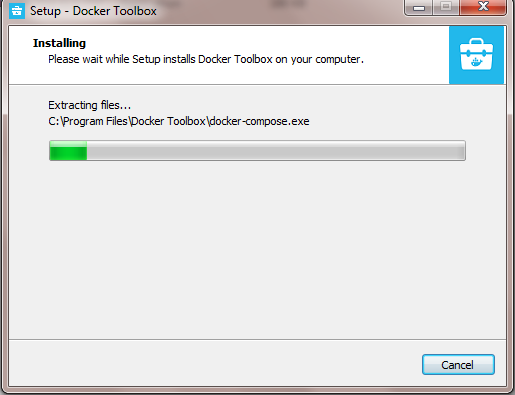 Setup - Docker Toolbox
Installing
Please wait while Setup installs Docker Toolbox on your computer.
Extracting files...
C:\Program Files\Docker Toolbox\docker-compose.exe
Cancel